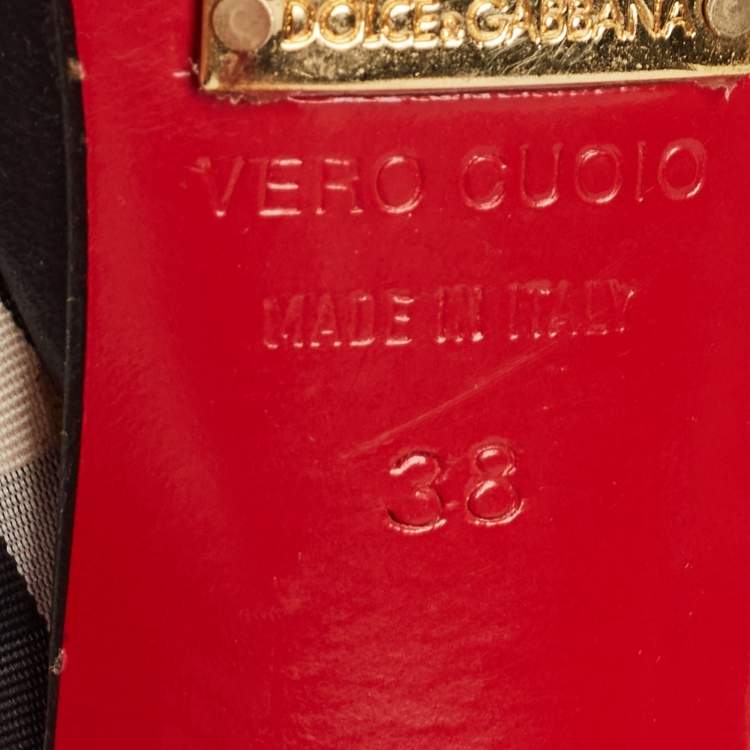 DOLCE&GABBANA
VERO CUOIO
MADE IN ITALY
38